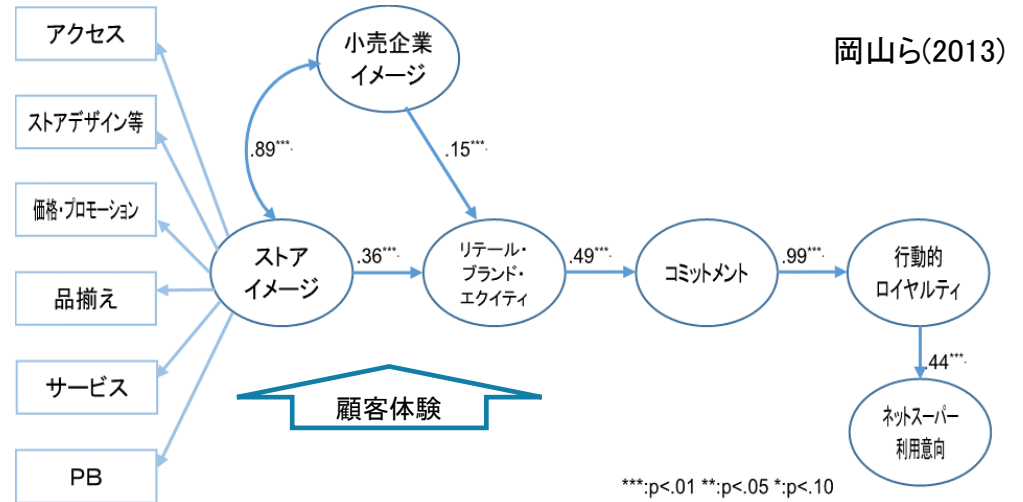 アクセス
小売企業
イメージ
岡山ら(2013)
ストアデザイン等
.89***.
.15***.
価格・プロモーション
ストア
イメージ
.36***.
リテール・
ブランド・
エクイティ
.49***.
コミットメント
.99***.
行動的
ロイヤルティ
品揃え
.44***.
サービス
顧客体験
ネットスーパー
利用意向
PB
***:p<.01 **:p<.05 *:p<.10